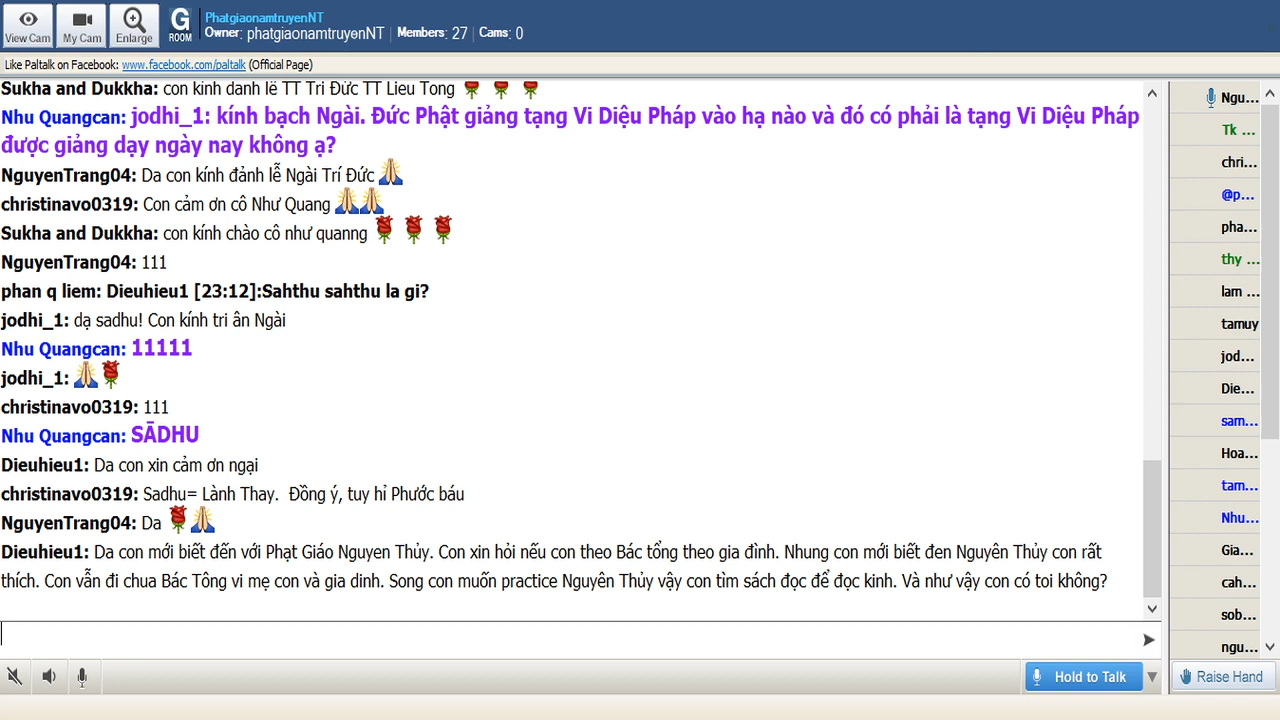 View Cam
My Cam
Enlarge
G ROOM
PhatgiaonamtruyenNT
Owner: phatgiaonamtruyenNT | Members: 27 | Cams: 0
Like Paltalk on Facebook: www.facebook.com/paltalk (Official Page)
Sukha and Dukkha: con kinh danh lê TT Tri Đức TT Lieu Tong
Nhu Quangcan: jodhi_1: kính bạch Ngài. Đức Phật giảng tạng Vi Diệu Pháp vào hạ nào và đó có phải là tạng Vi Diệu Pháp
được giảng dạy ngày nay không ạ?
NguyenTrang04: Da con kính đảnh lễ Ngài Trí Đức
christinavo0319: Con cảm ơn cô Như Quang
Sukha and Dukkha: con kính chào cô như quanng
NguyenTrang04: 111
phan q liem: Dieuhieu1 [23:12]:Sahthu sahthu la gi?
jodhi_1: dạ sadhu! Con kính tri ân Ngài
Nhu Quangcan: 11111
jodhi_1:
christinavo0319: 111
Nhu Quangcan: SĀDHU
Dieuhieu1: Da con xin cảm ơn ngại
christinavo0319: Sadhu= Lành Thay. Đồng ý, tuy hỉ Phước báu
NguyenTrang04: Da
Dieuhieu1: Da con mới biết đến với Phạt Giáo Nguyen Thủy. Con xin hỏi nếu con theo Bác tổng theo gia đình. Nhung con mới biết đen Nguyên Thủy con rất
thích. Con vẫn đi chua Bác Tông vi mẹ con và gia dinh. Song con muốn practice Nguyên Thủy vậy con tìm sách đọc để đọc kinh. Và như vậy con có toi không?
Ngu...
Tk ...
chri...
@p...
pha...
thy ...
lam ...
tamuy
jod...
Die...
sam...
Hoa...
tam...
Nhu...
Gia...
cah...
sob...
ngu...
Hold to Talk
Raise Hand